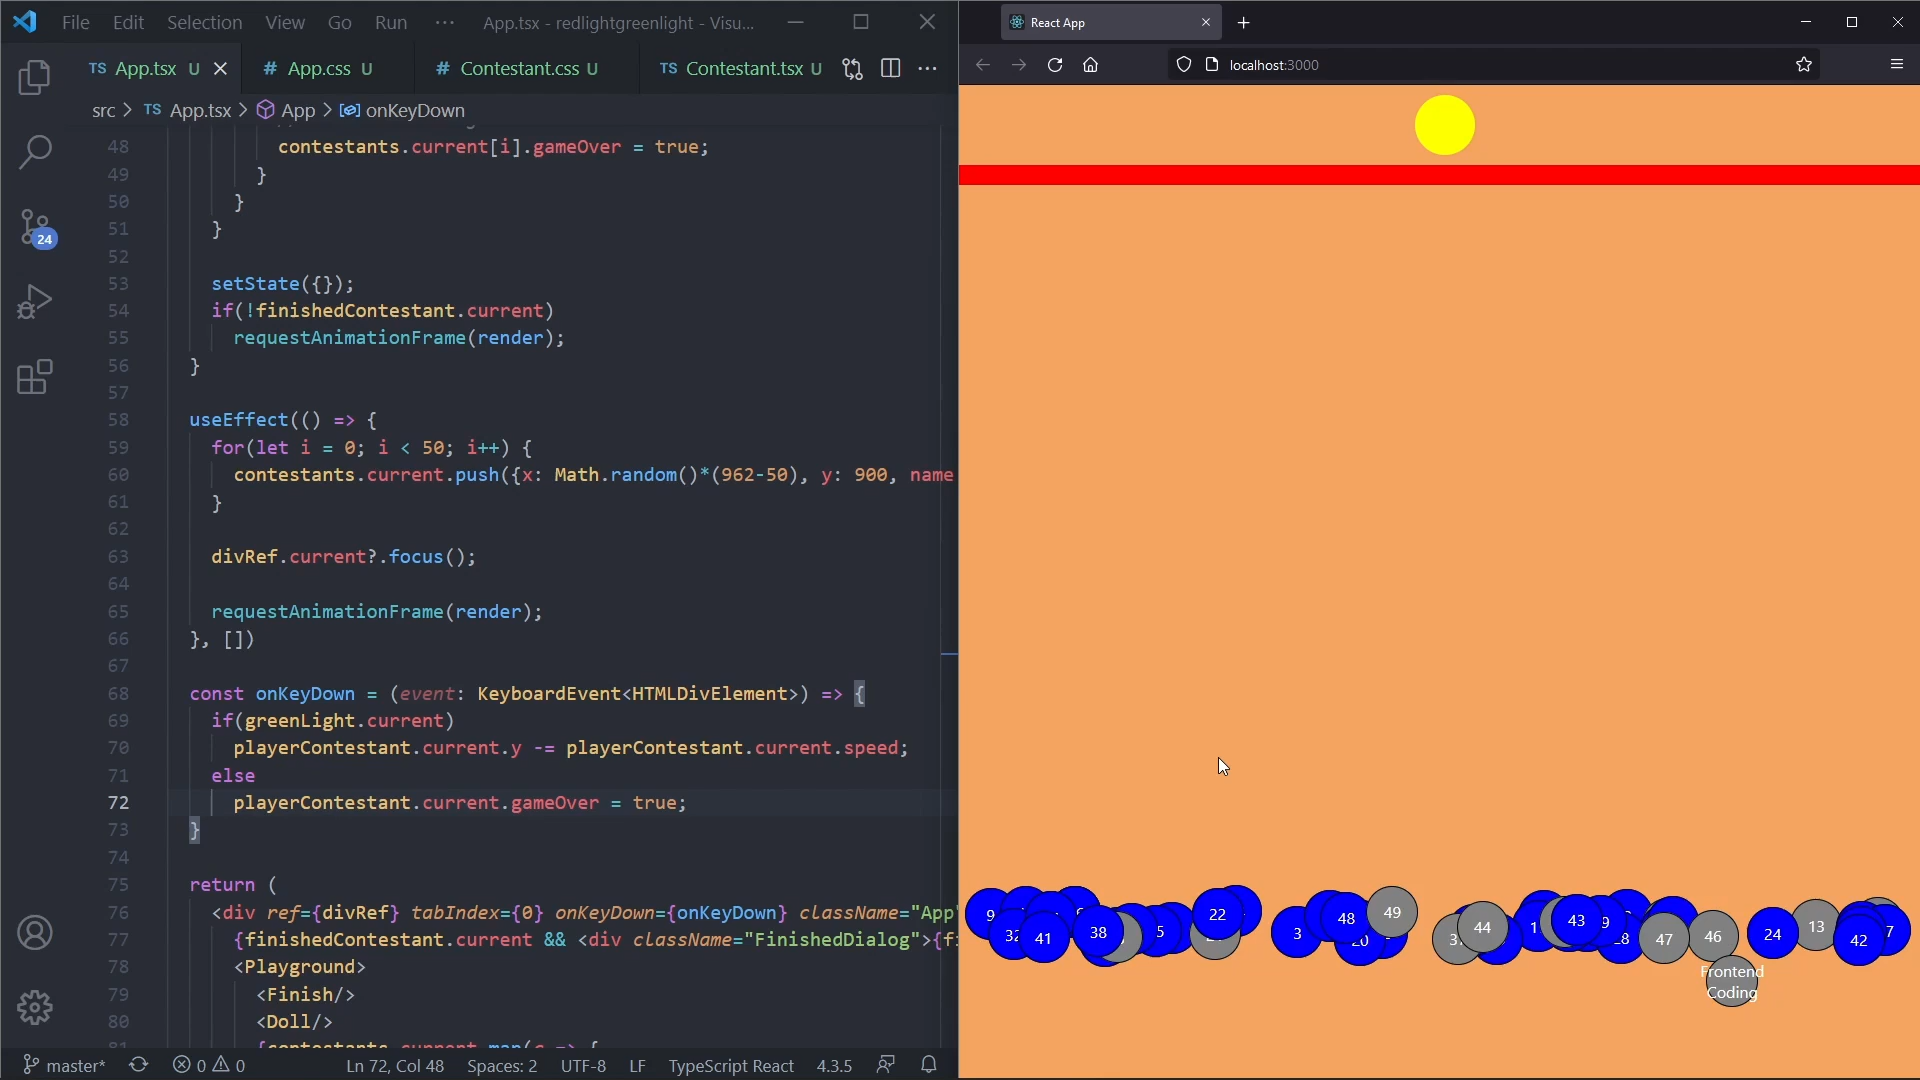 File Edit Selection View Go Run ··· App.tsx - redlightgreenlight - Visu...
TS App.tsx U
# App.css U
# Contestant.css U
TS Contestant.tsx U
src > TS App.tsx > App > onKeyDown
48 contestants.current[i].gameOver = true;
49 }
50 }
51 }
52
53 setState({});
54 if(!finishedContestant.current)
55 requestAnimationFrame(render);
56 }
57
58 useEffect(() => {
59 for(let i = 0; i < 50; i++) {
60 contestants.current.push({x: Math.random()*(962-50), y: 900, name
61 }
62
63 divRef.current?.focus();
64
65 requestAnimationFrame(render);
66 }, [])
67
68 const onKeyDown = (event: KeyboardEvent<HTMLDivElement>) => {
69 if(greenLight.current)
70 playerContestant.current.y -= playerContestant.current.speed;
71 else
72 playerContestant.current.gameOver = true;
73 }
74
75 return (
76 <div ref={divRef} tabIndex={0} onKeyDown={onKeyDown} className="App"
77 {finishedContestant.current && <div className="FinishedDialog">{fi
78 <Playground>
79 <Finish/>
80 <Doll/>
81 {contestants.current.map(c => {
24
master* 0 0 Ln 72, Col 48 Spaces: 2 UTF-8 LF TypeScript React 4.3.5
React App
localhost:3000
9
32
41
38
5
22
3
48
20
49
44
43
47
46
24
13
42
7
Frontend
Coding